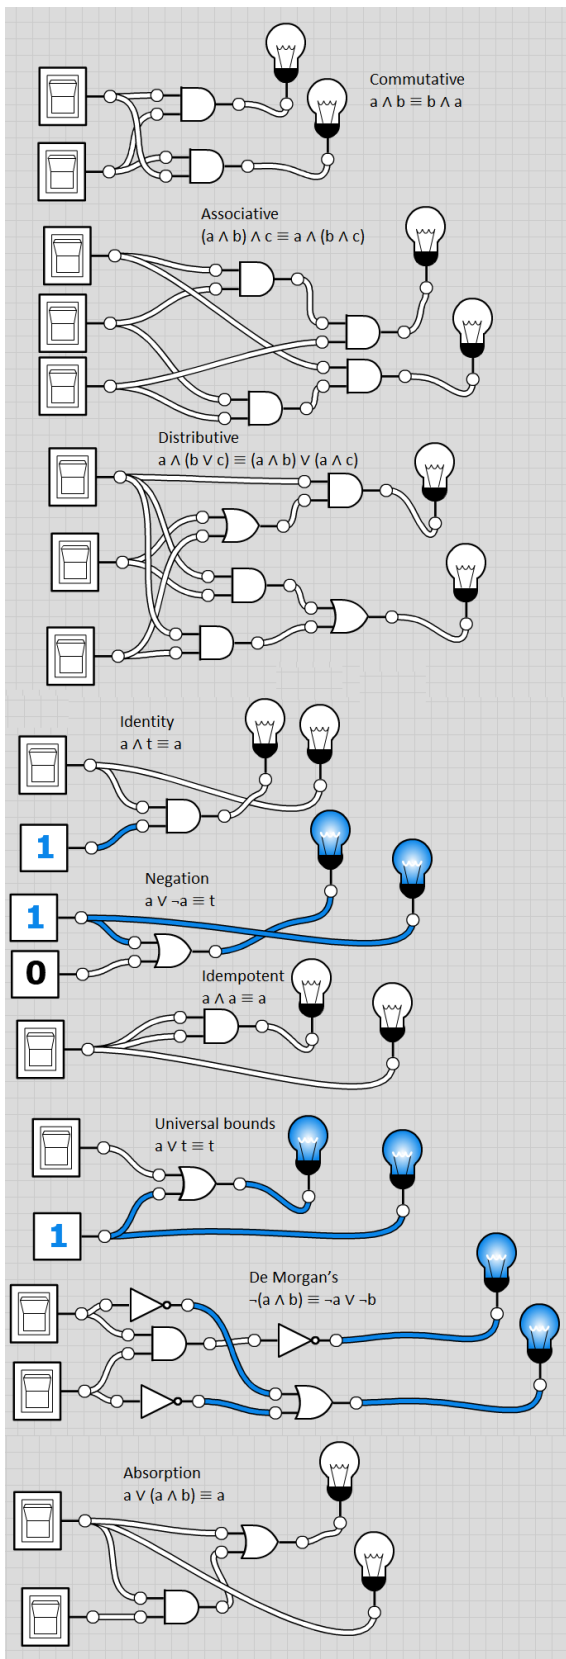 Commutative
a ∧ b ≡ b ∧ a
Associative
(a ∧ b) ∧ c ≡ a ∧ (b ∧ c)
Distributive
a ∧ (b ∨ c) ≡ (a ∧ b) ∨ (a ∧ c)
Identity
a ∧ t ≡ a
1
Negation
a ∨ ¬a ≡ t
1
0
Idempotent
a ∧ a ≡ a
Universal bounds
a ∨ t ≡ t
1
De Morgan’s
¬(a ∧ b) ≡ ¬a ∨ ¬b
Absorption
a ∨ (a ∧ b) ≡ a